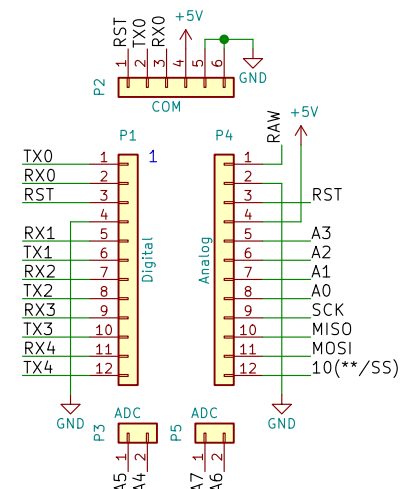 +5V
RST
TX0
RX0
1
2
3
4
5
6
GND
P2
COM
+5V
RAW
P1
1
P4
TX0 1
RX0 2
RST 3
4
RX1 5
TX1 6
RX2 7
TX2 8
RX3 9
TX3 10
RX4 11
TX4 12
Digital
Analog
1
2
3 RST
4
5 A3
6 A2
7 A1
8 A0
9 SCK
10 MISO
11 MOSI
12 10(**/SS)
GND
GND
ADC
P3
1
2
A5
A4
ADC
P5
1
2
A7
A6